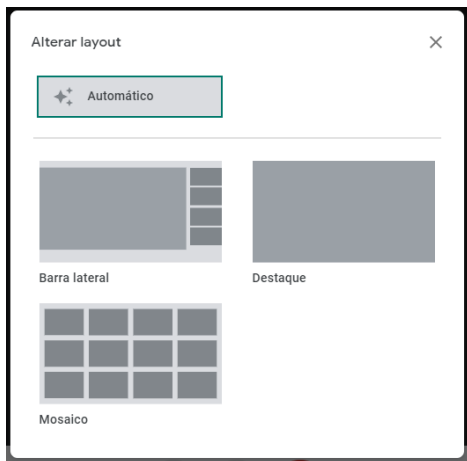 Alterar layout
Automático
Barra lateral
Destaque
Mosaico